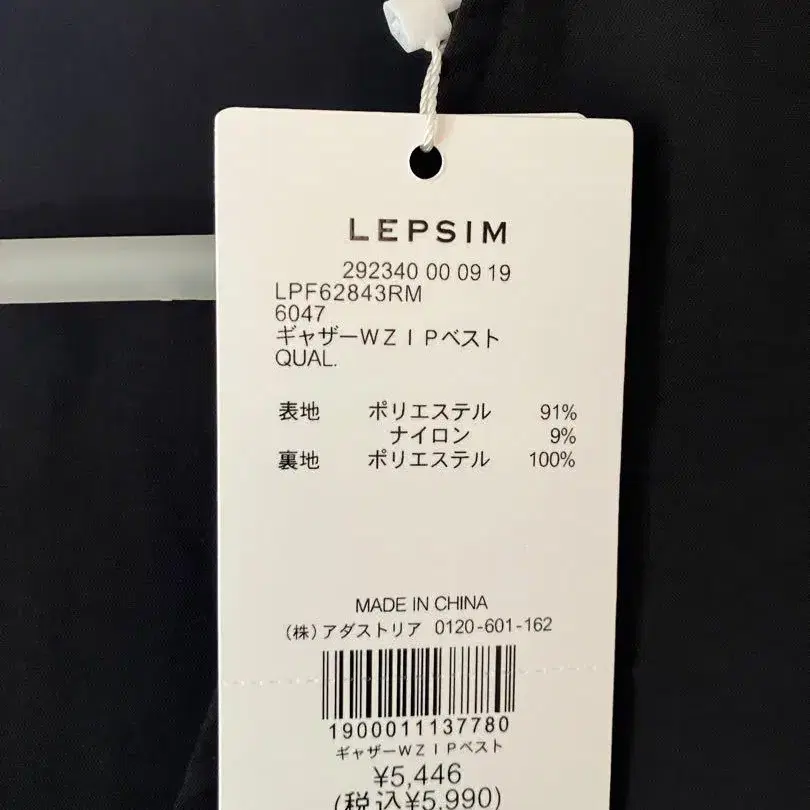 LEPSIM
292340 00 09 19
LPF62843RM
6047
ギャザーＷＺＩＰベスト
QUAL.
表地 ポリエステル 91%
ナイロン 9%
裏地 ポリエステル 100%
MADE IN CHINA
（株）アダストリア 0120-601-162
1900011137780
ギャザーＷＺＩＰベスト
¥5,446
(税込¥5,990)